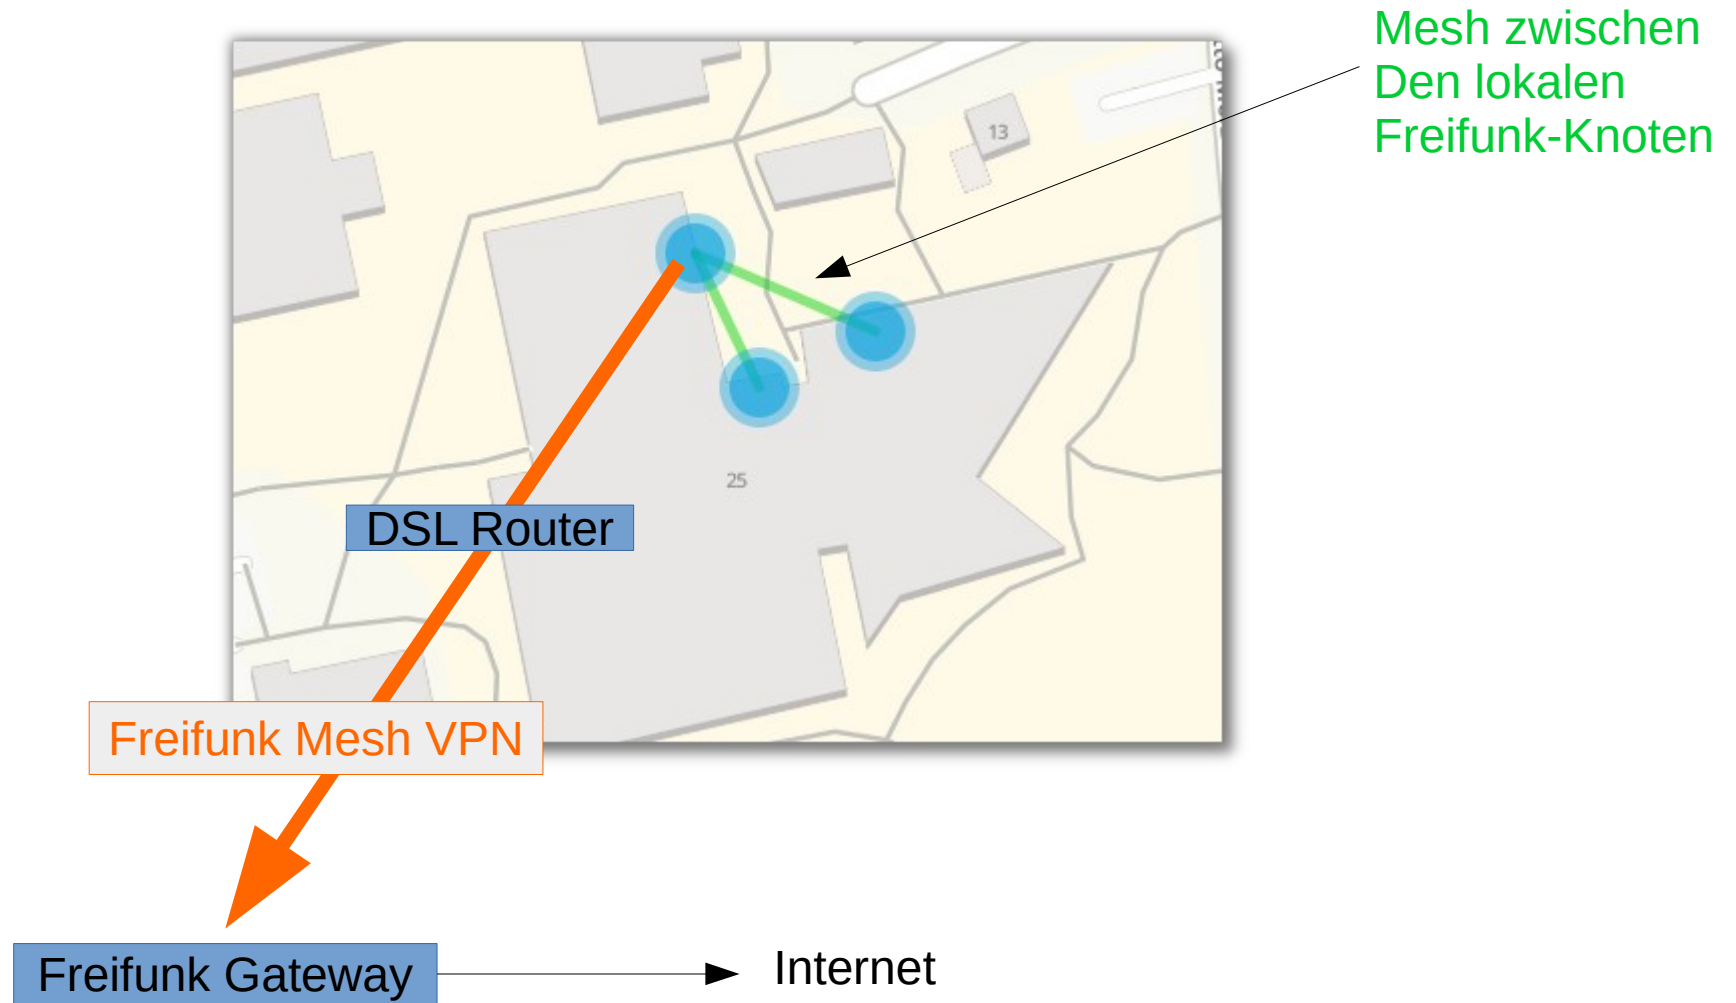 Mesh zwischen
Den lokalen
Freifunk-Knoten
13
25
DSL Router
Freifunk Mesh VPN
Freifunk Gateway
Internet